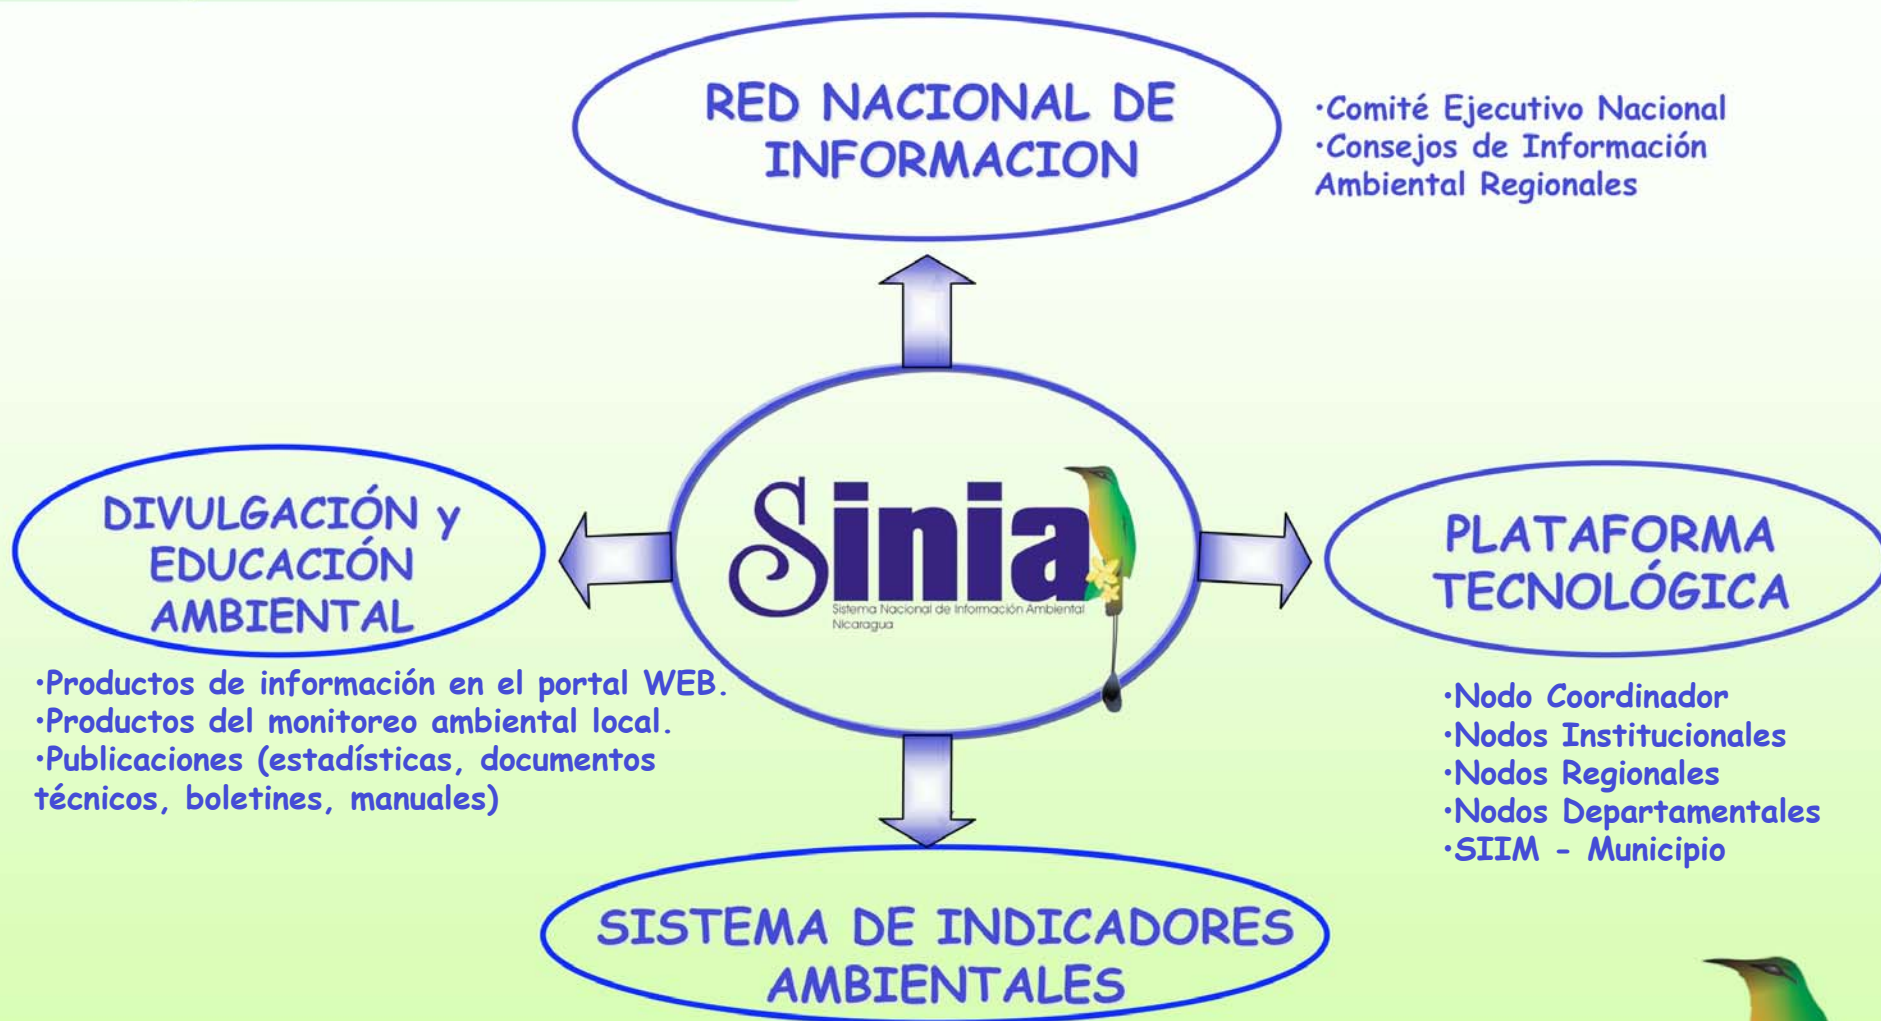 RED NACIONAL DE
INFORMACION
•Comité Ejecutivo Nacional
•Consejos de Información
Ambiental Regionales
DIVULGACIÓN y
EDUCACIÓN
AMBIENTAL
•Productos de información en el portal WEB.
•Productos del monitoreo ambiental local.
•Publicaciones (estadísticas, documentos
técnicos, boletines, manuales)
Sinia
Sistema Nacional de Información Ambiental
Nicaragua
PLATAFORMA
TECNOLÓGICA
•Nodo Coordinador
•Nodos Institucionales
•Nodos Regionales
•Nodos Departamentales
•SIIM - Municipio
SISTEMA DE INDICADORES
AMBIENTALES